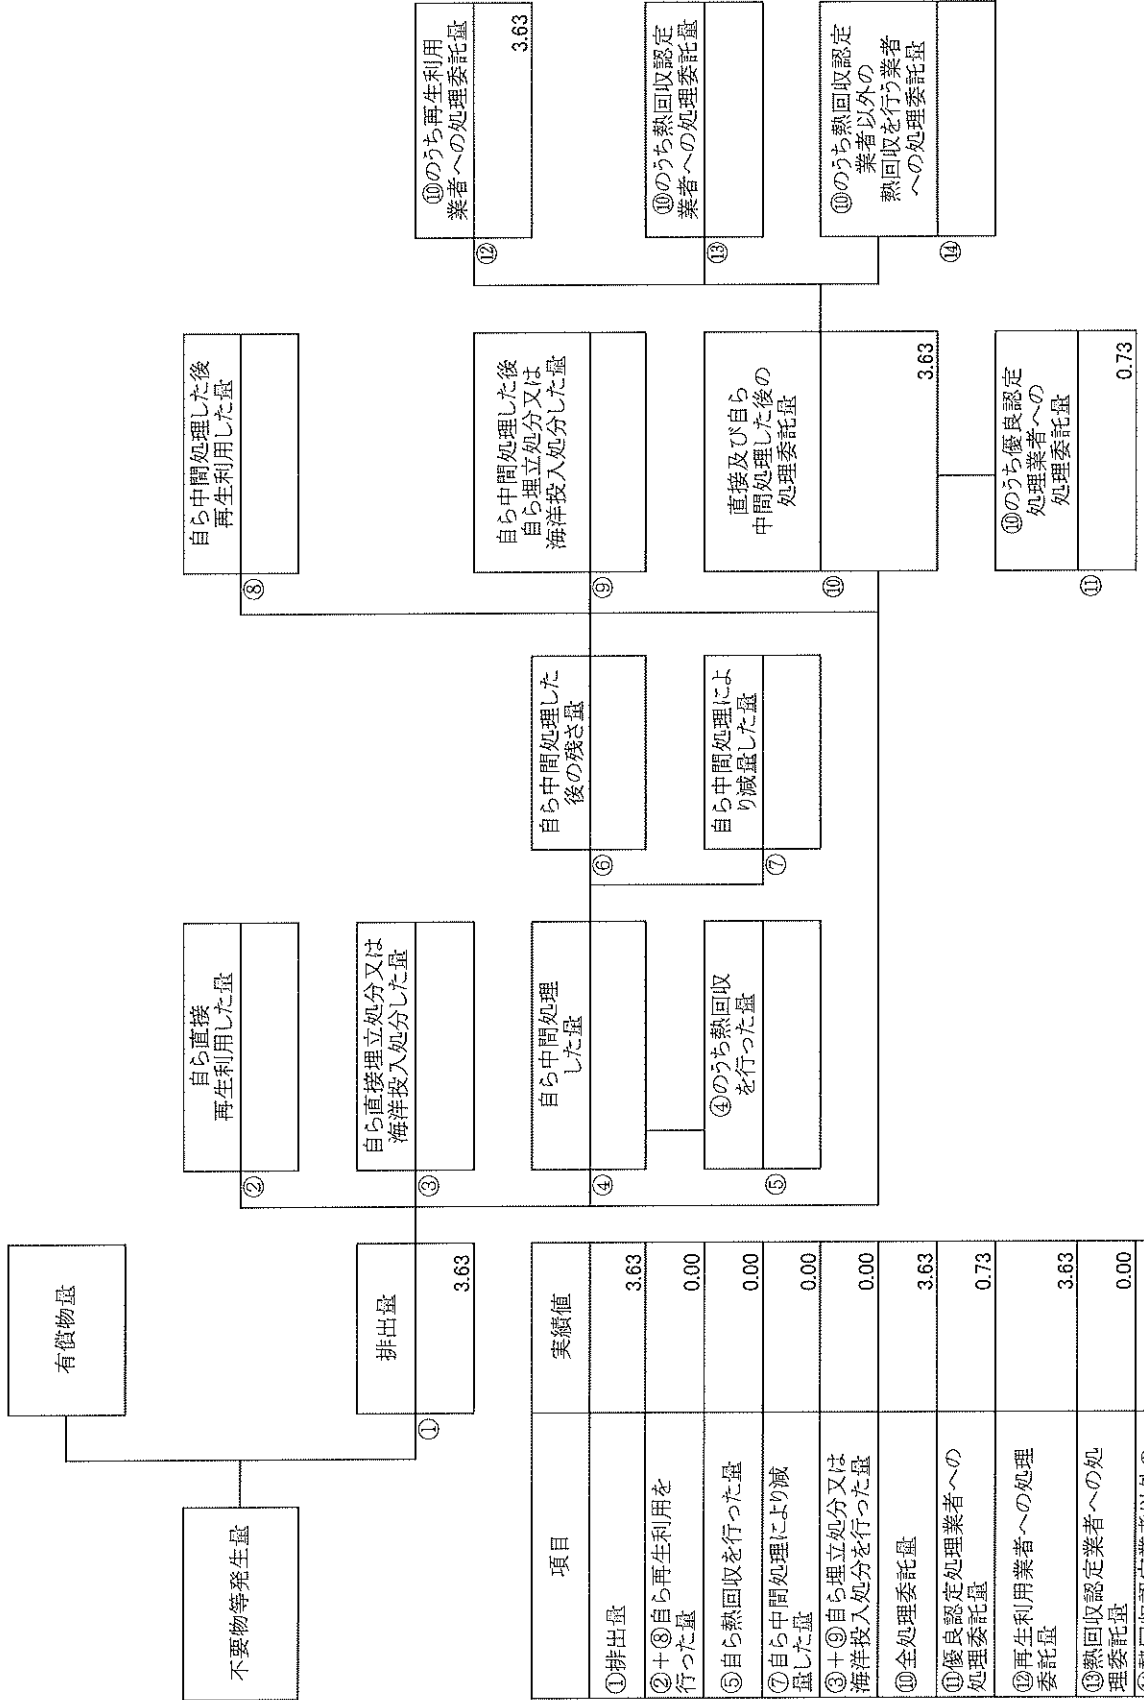 不要物等発生量
有償物量
排出量
①
3.63
自ら直接
再生利用した量
②
自ら直接埋立処分又は
海洋投入処分した量
③
自ら中間処理
した量
④
④のうち熱回収
を行った量
⑤
自ら中間処理した
後の残さ量
⑥
自ら中間処理によ
り減量した量
⑦
自ら中間処理した後
再生利用した量
⑧
自ら中間処理した後
自ら埋立処分又は
海洋投入処分した量
⑨
直接及び自ら
中間処理した後の
処理委託量
⑩
3.63
⑩のうち優良認定
処理業者への
処理委託量
⑪
0.73
⑩のうち再生利用
業者への処理委託量
⑫
3.63
⑩のうち熱回収認定
業者への処理委託量
⑬
⑩のうち熱回収認定
業者以外の
熱回収を行う業者
への処理委託量
⑭
項目
実績値
①排出量
3.63
②+⑧自ら再生利用を
行った量
0.00
⑤自ら熱回収を行った量
0.00
⑦自ら中間処理により減
量した量
0.00
③+⑨自ら埋立処分又は
海洋投入処分を行った量
0.00
⑩全処理委託量
3.63
⑪優良認定処理業者への
処理委託量
0.73
⑫再生利用業者への処理
委託量
3.63
⑬熱回収認定業者への処
理委託量
0.00